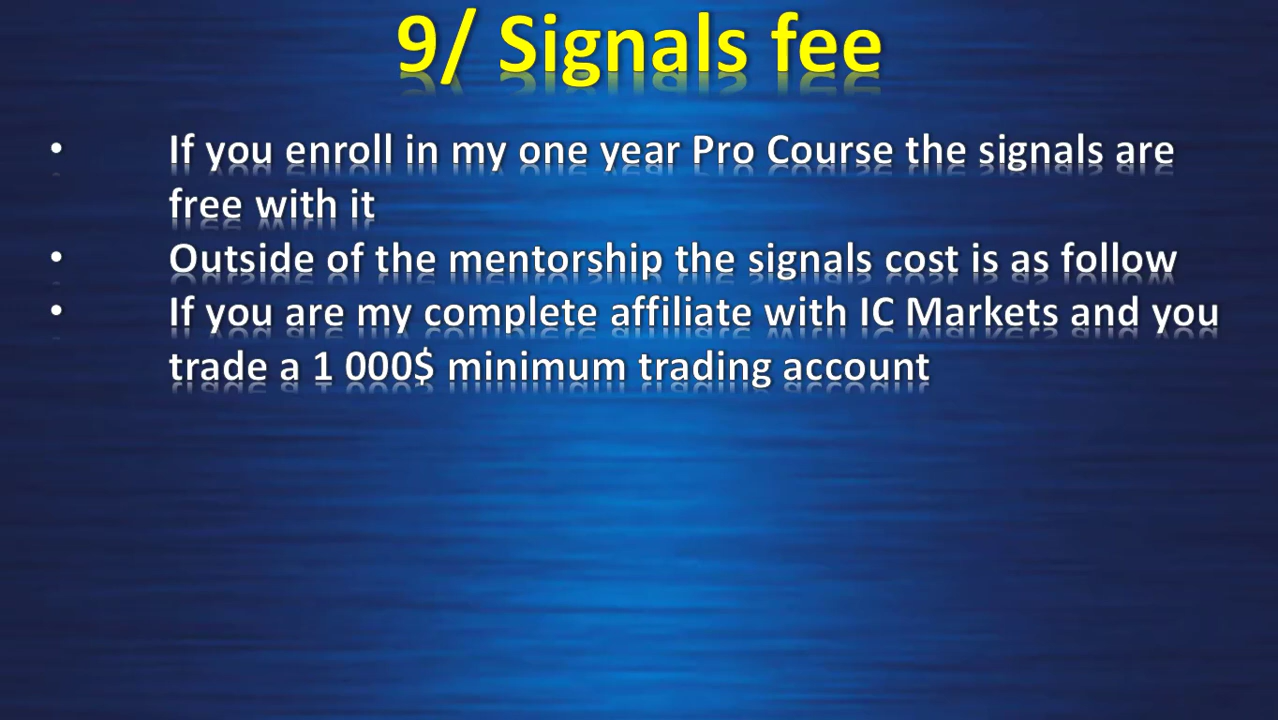 9/ Signals fee
• If you enroll in my one year Pro Course the signals are
free with it
• Outside of the mentorship the signals cost is as follow
• If you are my complete affiliate with IC Markets and you
trade a 1 000$ minimum trading account